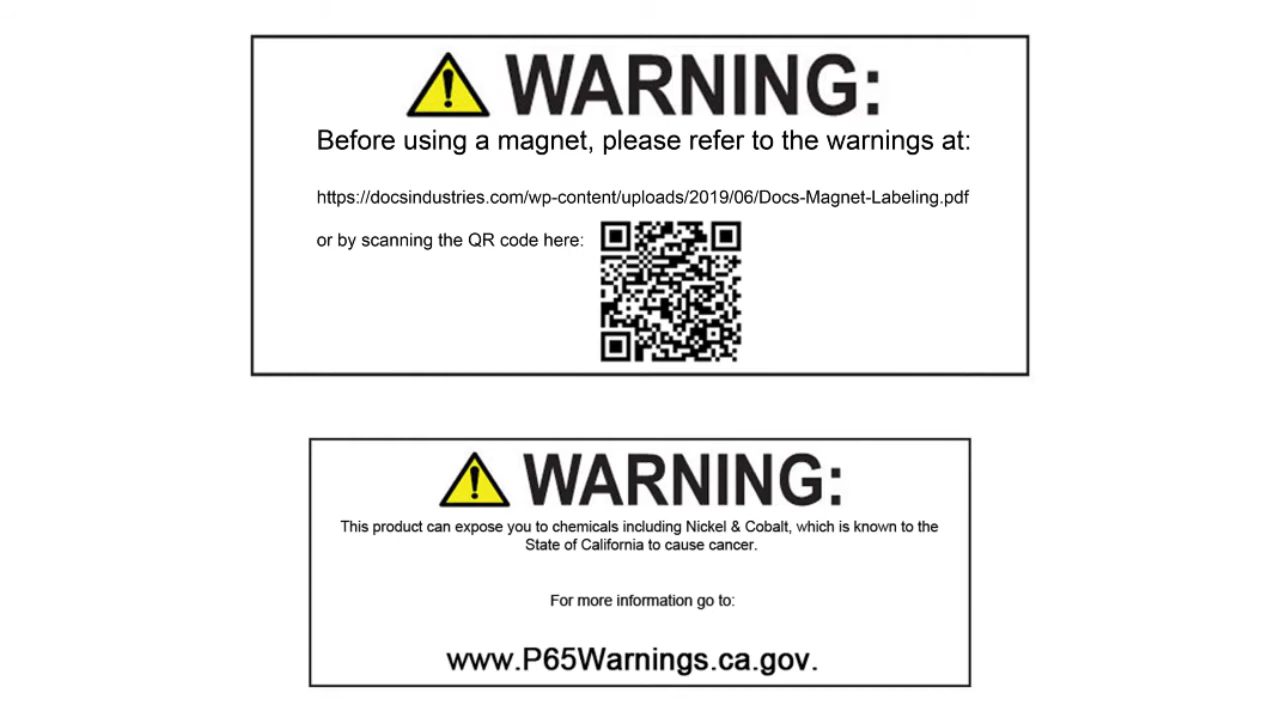 WARNING:
Before using a magnet, please refer to the warnings at:
https://docsindustries.com/wp-content/uploads/2019/06/Docs-Magnet-Labeling.pdf
or by scanning the QR code here:
WARNING:
This product can expose you to chemicals including Nickel & Cobalt, which is known to the
State of California to cause cancer.
For more information go to:
www.P65Warnings.ca.gov.